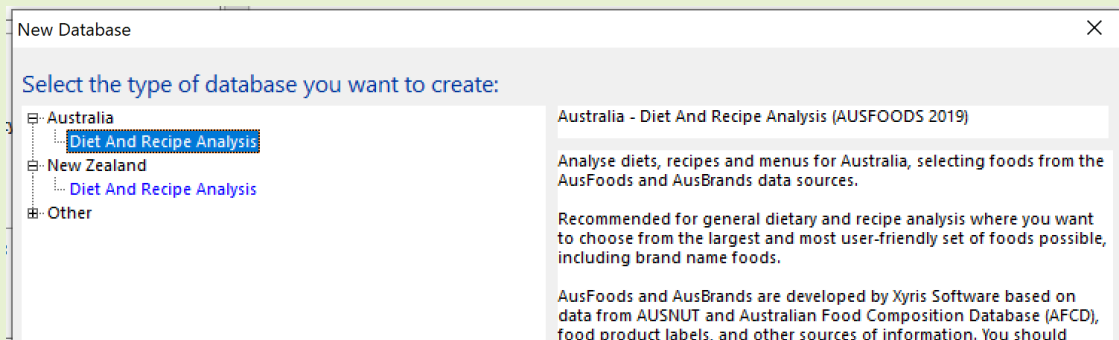 New Database
Select the type of database you want to create:
Australia
Diet And Recipe Analysis
New Zealand
Diet And Recipe Analysis
Other
Australia - Diet And Recipe Analysis (AUSFOODS 2019)
Analyse diets, recipes and menus for Australia, selecting foods from the
AusFoods and AusBrands data sources.
Recommended for general dietary and recipe analysis where you want
to choose from the largest and most user-friendly set of foods possible,
including brand name foods.
AusFoods and AusBrands are developed by Xyris Software based on
data from AUSNUT and Australian Food Composition Database (AFCD),
food product labels, and other sources of information. You should